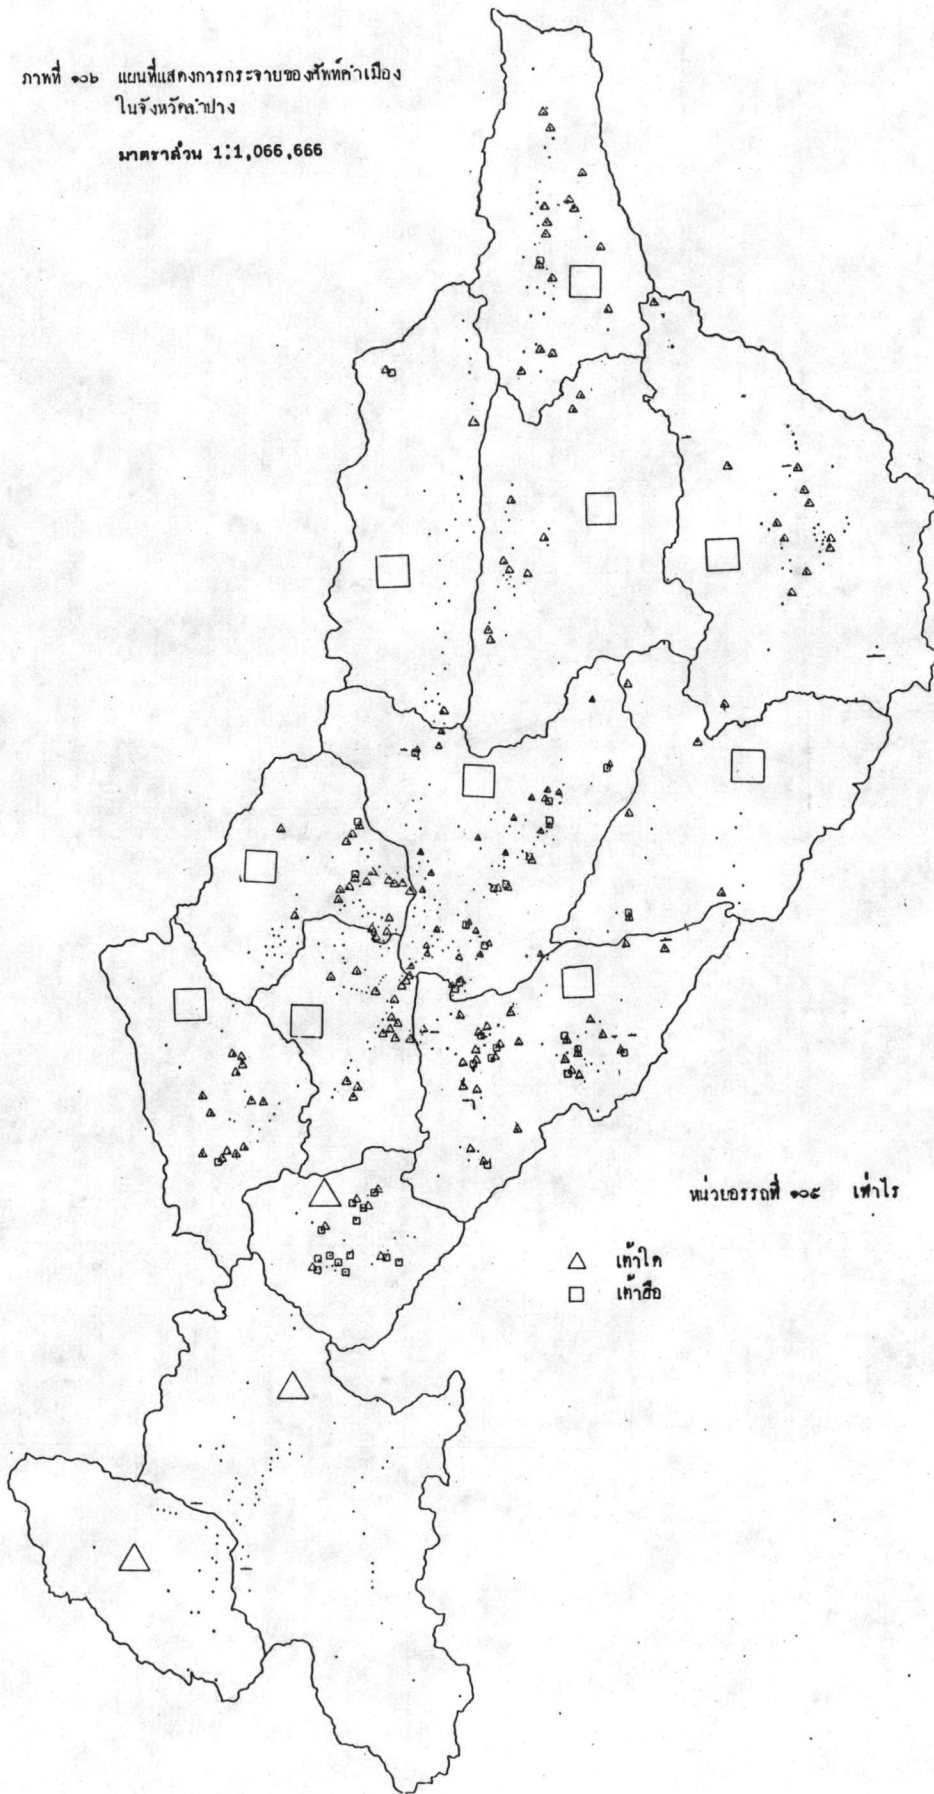 ภาพที่ ๑๐๖ แผนที่แสดงการกระจายของศัพท์คำเมือง
ในจังหวัดลำปาง
มาตราส่วน 1:1,066,666
หน่วยอรรถที่ ๑๐๕ เท่าไร
△ เท้าใด
□ เท้าฮือ